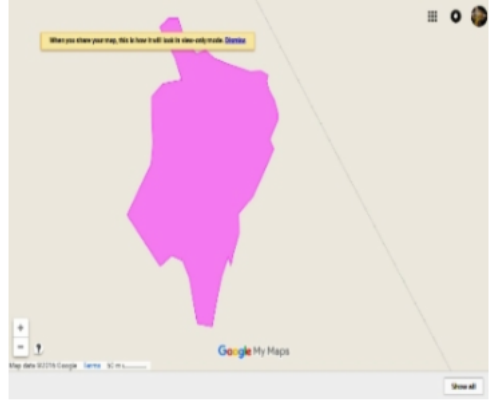 When you share your map, this is how it will look in view-only mode. Dismiss
Google My Maps
Map data ©2016 Google Terms 50 m
Show all